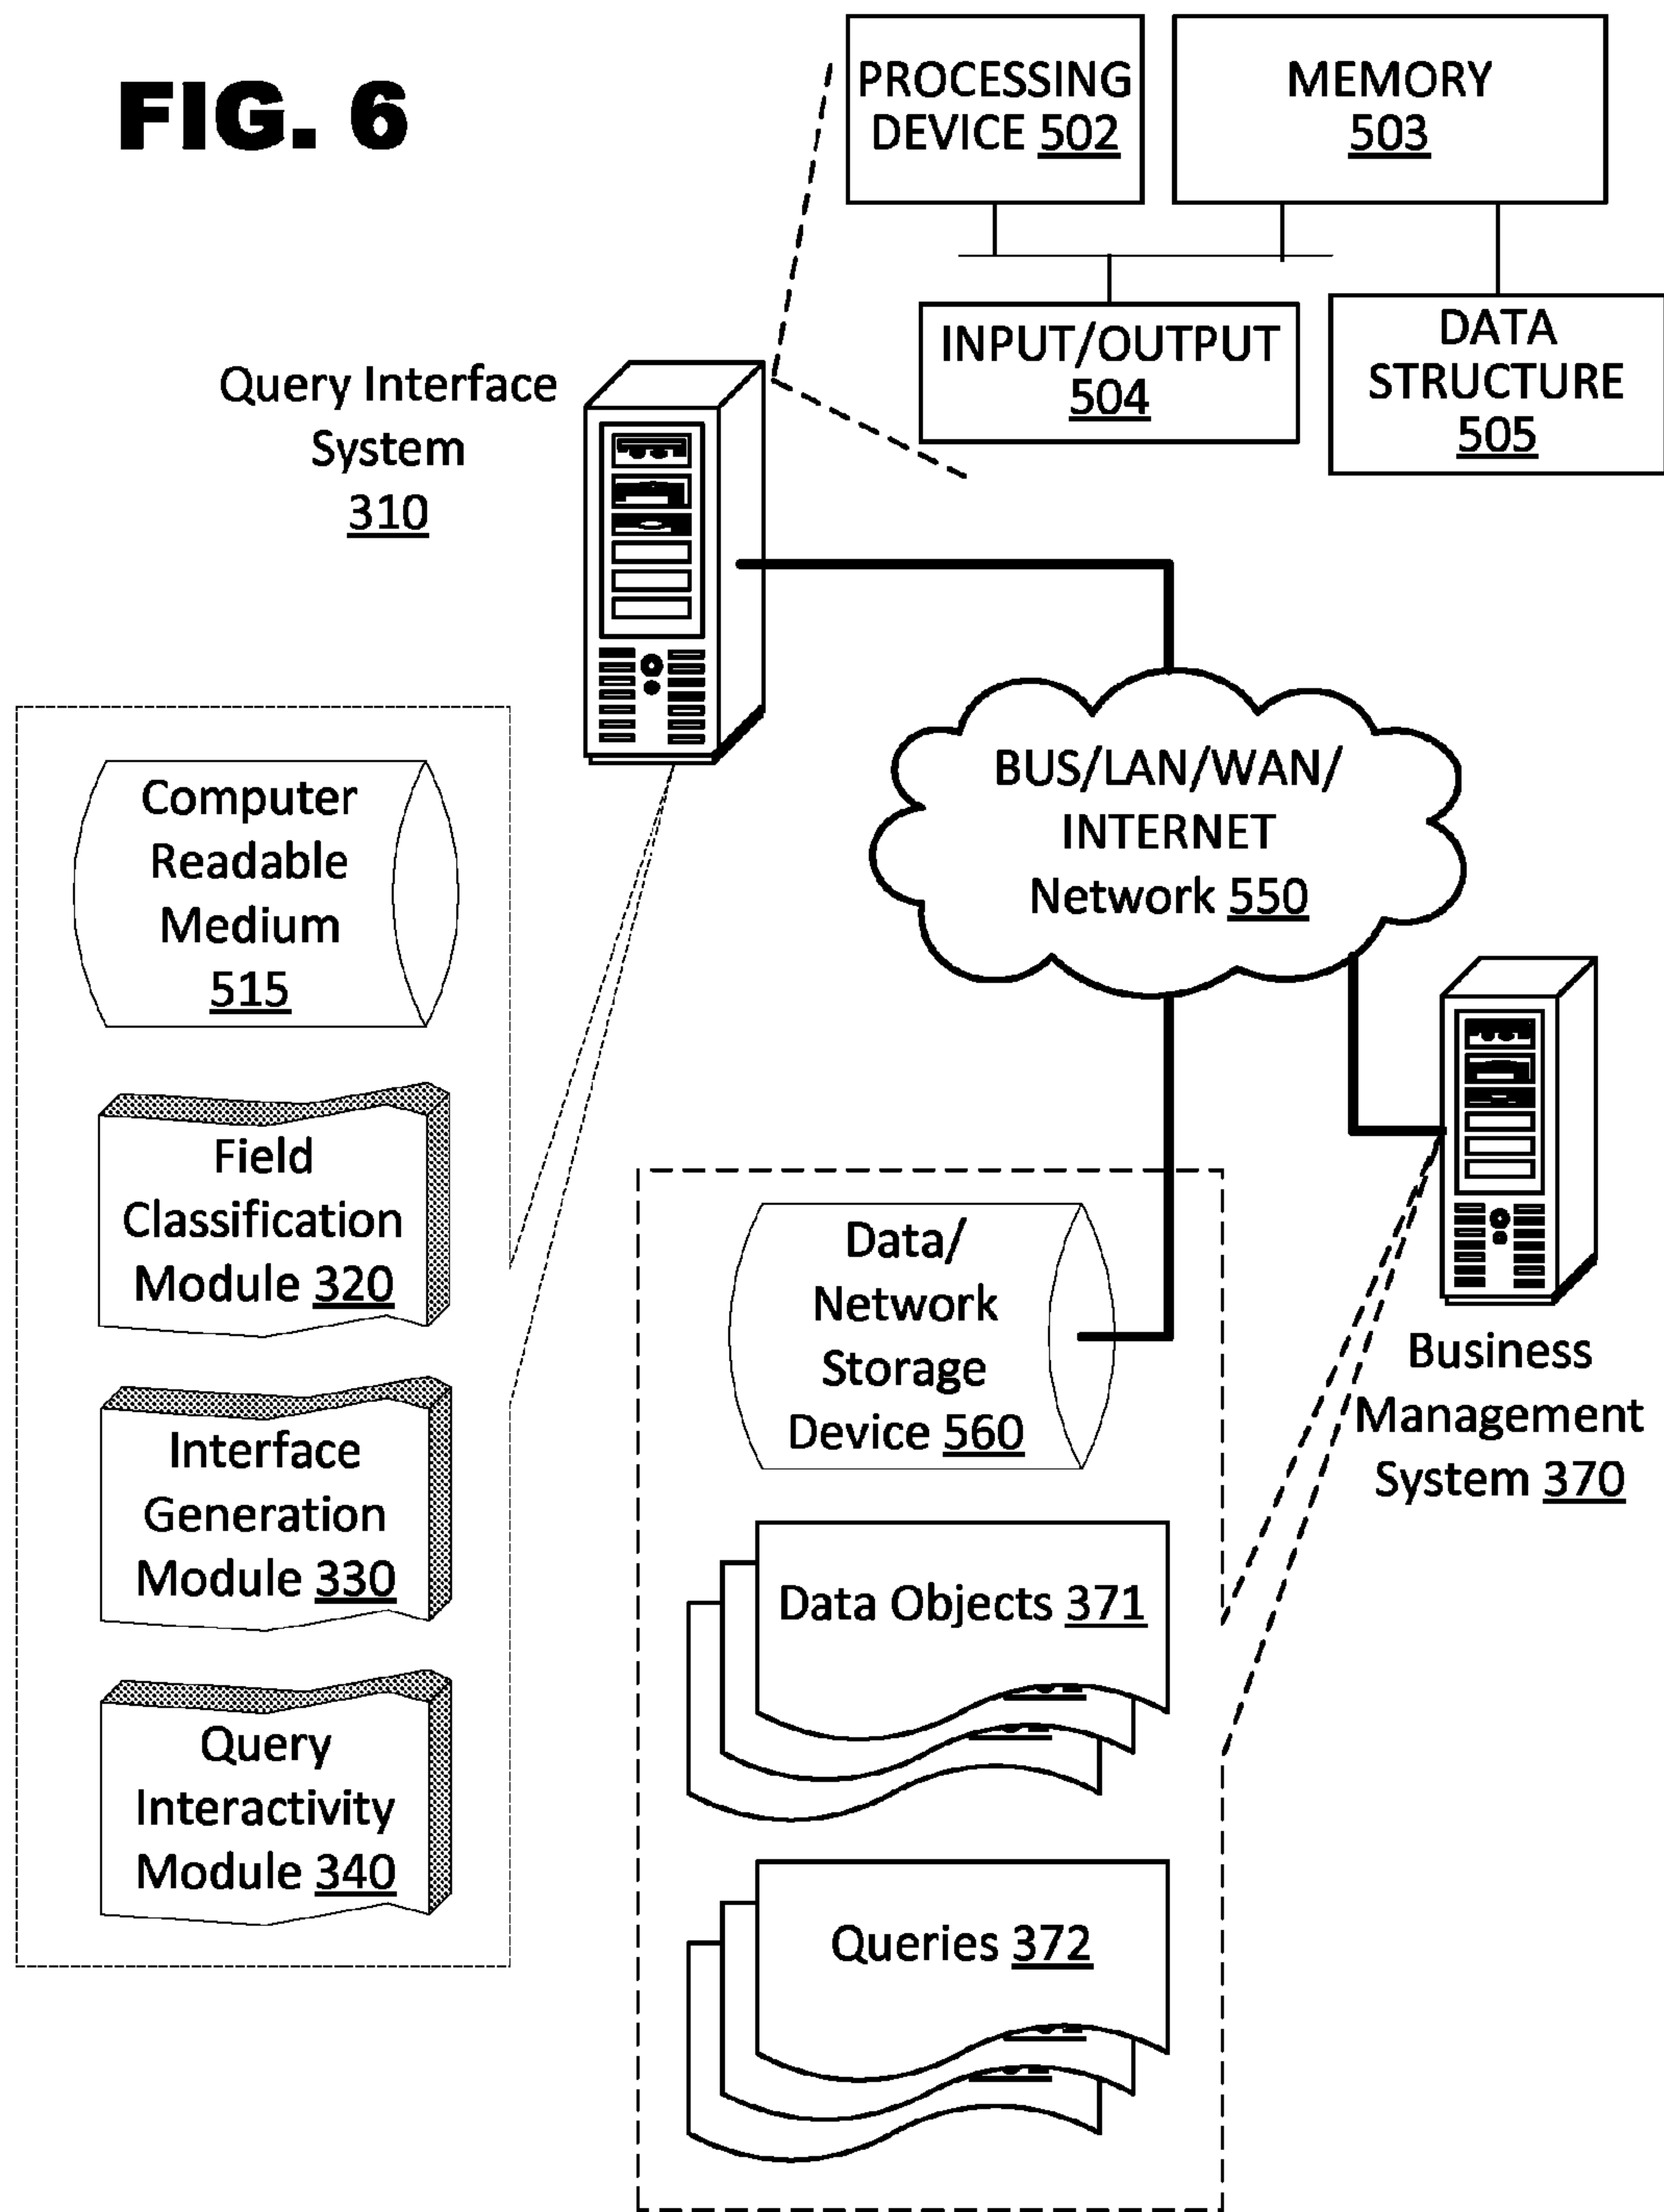 FIG. 6
PROCESSING
DEVICE 502
MEMORY
503
INPUT/OUTPUT
504
DATA
STRUCTURE
505
Query Interface
System
310
BUS/LAN/WAN/
INTERNET
Network 550
Computer
Readable
Medium
515
Field
Classification
Module 320
Interface
Generation
Module 330
Query
Interactivity
Module 340
Data/
Network
Storage
Device 560
Data Objects 371
Queries 372
Business
Management
System 370